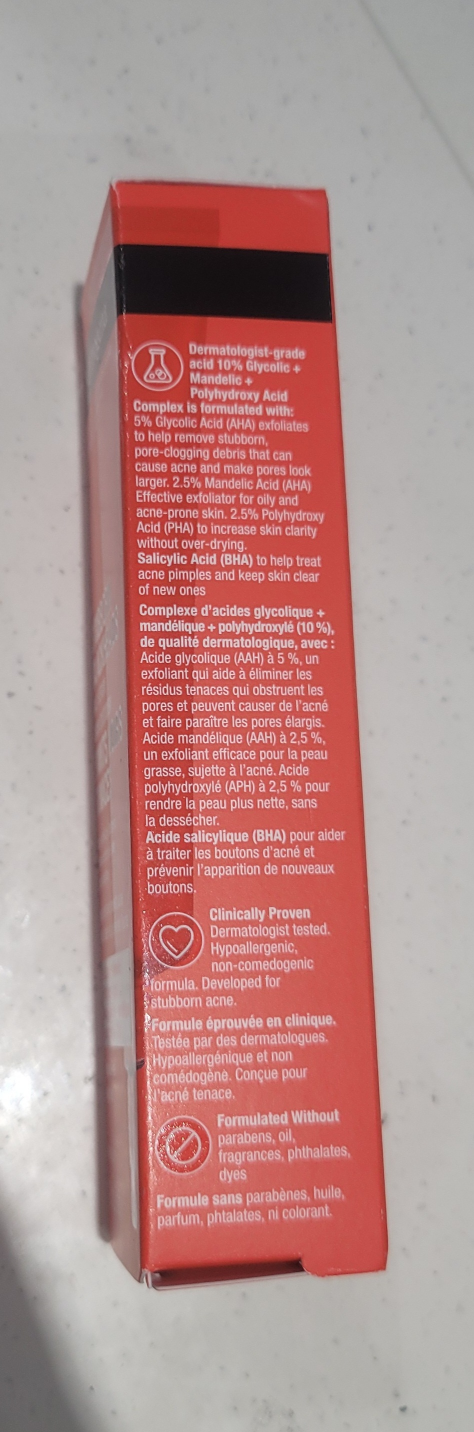 Dermatologist-grade
acid 10% Glycolic +
Mandelic +
Polyhydroxy Acid
Complex is formulated with:
5% Glycolic Acid (AHA) exfoliates
to help remove stubborn,
pore-clogging debris that can
cause acne and make pores look
larger. 2.5% Mandelic Acid (AHA)
Effective exfoliator for oily and
acne-prone skin. 2.5% Polyhydroxy
Acid (PHA) to increase skin clarity
without over-drying.
Salicylic Acid (BHA) to help treat
acne pimples and keep skin clear
of new ones
Complexe d'acides glycolique +
mandélique + polyhydroxylé (10 %),
de qualité dermatologique, avec :
Acide glycolique (AAH) à 5 %, un
exfoliant qui aide à éliminer les
résidus tenaces qui obstruent les
pores et peuvent causer de l'acné
et faire paraître les pores élargis.
Acide mandélique (AAH) à 2,5 %,
un exfoliant efficace pour la peau
grasse, sujette à l'acné. Acide
polyhydroxylé (APH) à 2,5 % pour
rendre la peau plus nette, sans
la dessécher.
Acide salicylique (BHA) pour aider
à traiter les boutons d'acné et
prévenir l'apparition de nouveaux
boutons.
Clinically Proven
Dermatologist tested.
Hypoallergenic,
non-comedogenic
formula. Developed for
stubborn acne.
Formule éprouvée en clinique.
Testée par des dermatologues.
Hypoallergénique et non
comédogène. Conçue pour
l'acné tenace.
Formulated Without
parabens, oil,
fragrances, phthalates,
dyes
Formule sans parabènes, huile,
parfum, phtalates, ni colorant.